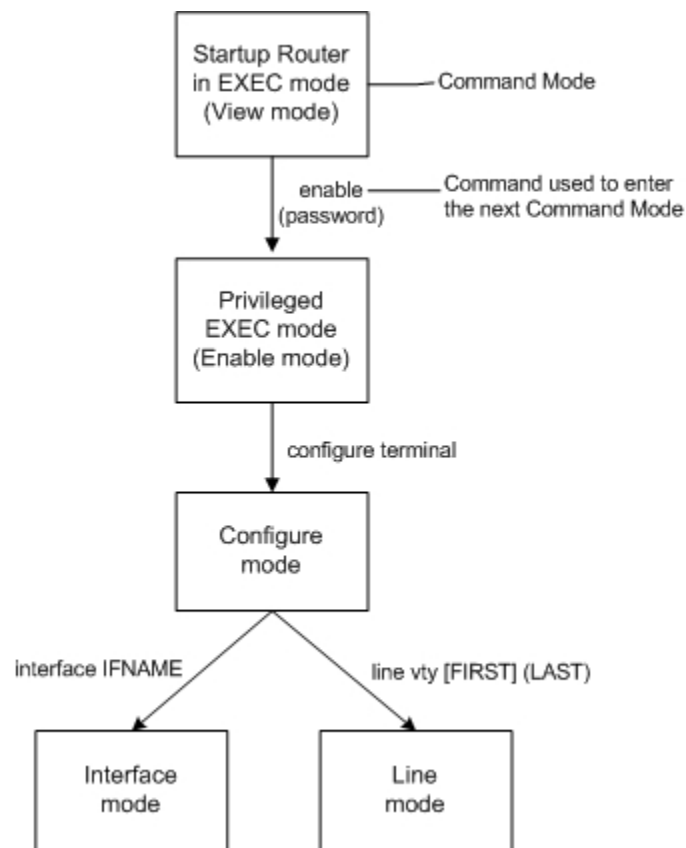 Startup Router
in EXEC mode
(View mode)
Command Mode
enable
(password)
Command used to enter
the next Command Mode
Privileged
EXEC mode
(Enable mode)
configure terminal
Configure
mode
interface IFNAME
line vty [FIRST] (LAST)
Interface
mode
Line
mode